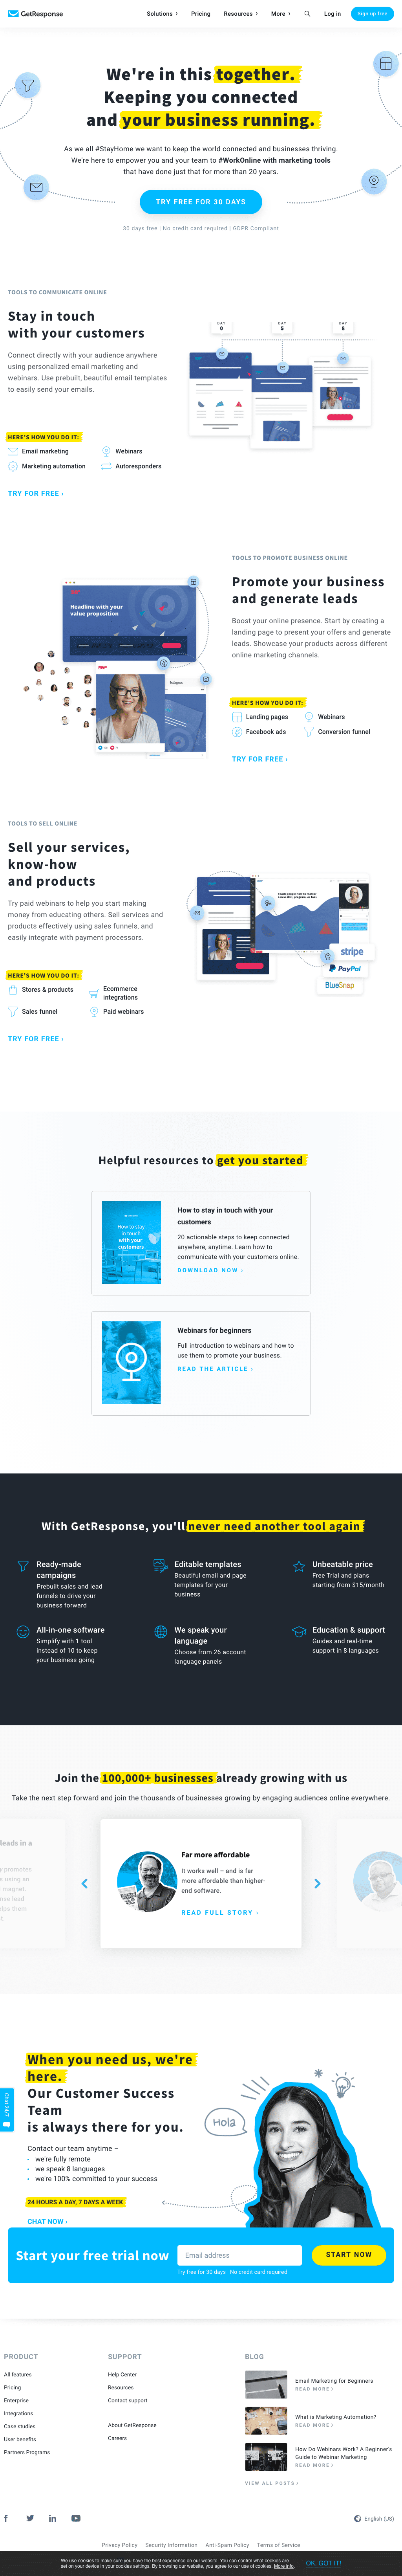 GetResponse
Solutions
Pricing
Resources
More
Log in
Sign up free
We're in this together.
Keeping you connected
and your business running.
As we all #StayHome we want to keep the world connected and businesses thriving.
We're here to empower you and your team to #WorkOnline with marketing tools
that have done just that for more than 20 years.
TRY FREE FOR 30 DAYS
30 days free | No credit card required | GDPR Compliant
TOOLS TO COMMUNICATE ONLINE
Stay in touch
with your customers
Connect directly with your audience anywhere
using personalized email marketing and
webinars. Use prebuilt, beautiful email templates
to easily send your emails.
HERE'S HOW YOU DO IT:
Email marketing
Webinars
Marketing automation
Autoresponders
TRY FOR FREE ›
DAY
0
DAY
5
DAY
8
TOOLS TO PROMOTE BUSINESS ONLINE
Promote your business
and generate leads
Boost your online presence. Start by creating a
landing page to present your offers and generate
leads. Showcase your products across different
online marketing channels.
HERE'S HOW YOU DO IT:
Landing pages
Webinars
Facebook ads
Conversion funnel
TRY FOR FREE ›
Headline with your
value proposition
Instagram
TOOLS TO SELL ONLINE
Sell your services,
know-how
and products
Try paid webinars to help you start making
money from educating others. Sell services and
products effectively using sales funnels, and
easily integrate with payment processors.
HERE'S HOW YOU DO IT:
Stores & products
Ecommerce
integrations
Sales funnel
Paid webinars
TRY FOR FREE ›
stripe
PayPal
BlueSnap
Helpful resources to get you started
How to stay
in touch
with your
customers
How to stay in touch with your
customers
20 actionable steps to keep connected
anywhere, anytime. Learn how to
communicate with your customers online.
DOWNLOAD NOW ›
Webinars for beginners
Full introduction to webinars and how to
use them to promote your business.
READ THE ARTICLE ›
With GetResponse, you'll never need another tool again
Ready-made
campaigns
Prebuilt sales and lead
funnels to drive your
business forward
Editable templates
Beautiful email and page
templates for your
business
Unbeatable price
Free Trial and plans
starting from $15/month
All-in-one software
Simplify with 1 tool
instead of 10 to keep
your business going
We speak your
language
Choose from 26 account
language panels
Education & support
Guides and real-time
support in 8 languages
Join the 100,000+ businesses already growing with us
Take the next step forward and join the thousands of businesses growing by engaging audiences online everywhere.
leads in a
promotes
s using an
magnet.
nse lead
lps them
Far more affordable
It works well – and is far
more affordable than higher-
end software.
READ FULL STORY ›
When you need us, we're
here.
Our Customer Success
Team
is always there for you.
Contact our team anytime –
• we're fully remote
• we speak 8 languages
• we're 100% committed to your success
24 HOURS A DAY, 7 DAYS A WEEK
CHAT NOW ›
Hola
Chat 24/7
Start your free trial now
Email address
START NOW
Try free for 30 days | No credit card required
PRODUCT
All features
Pricing
Enterprise
Integrations
Case studies
User benefits
Partners Programs
SUPPORT
Help Center
Resources
Contact support
About GetResponse
Careers
BLOG
Email Marketing for Beginners
READ MORE ›
What is Marketing Automation?
READ MORE ›
How Do Webinars Work? A Beginner's
Guide to Webinar Marketing
READ MORE ›
VIEW ALL POSTS ›
English (US)
Privacy Policy
Security Information
Anti-Spam Policy
Terms of Service
We use cookies to make sure you have the best experience on our website. You can control what cookies are
set on your device in your cookies settings. By browsing our website, you agree to our use of cookies. More info.
OK, GOT IT!